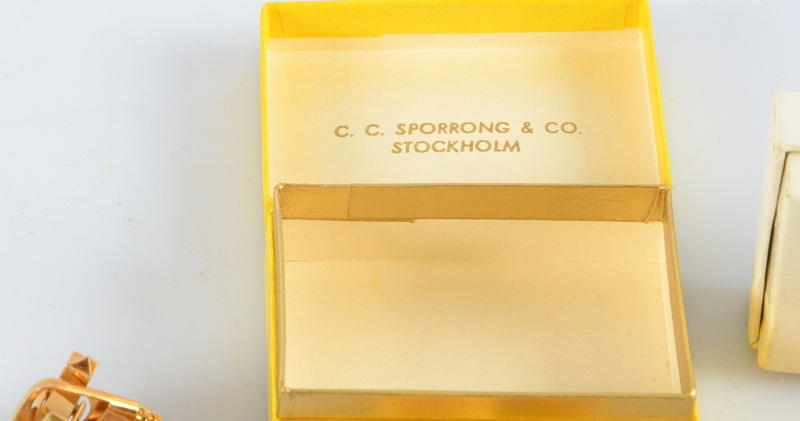 C. C. SPORRONG & CO.
STOCKHOLM